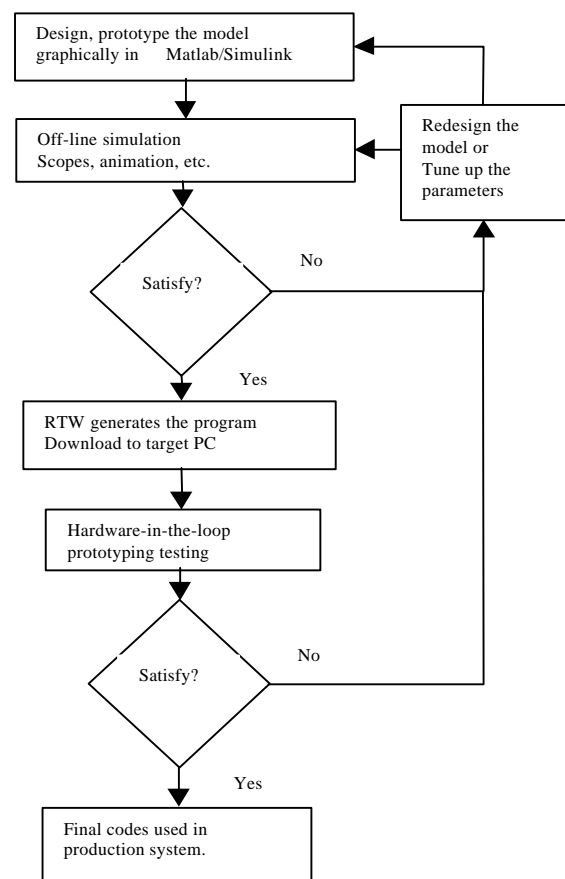 Design, prototype the model
graphically in Matlab/Simulink
Off-line simulation
Scopes, animation, etc.
Redesign the
model or
Tune up the
parameters
No
Satisfy?
Yes
RTW generates the program
Download to target PC
Hardware-in-the-loop
prototyping testing
No
Satisfy?
Yes
Final codes used in
production system.